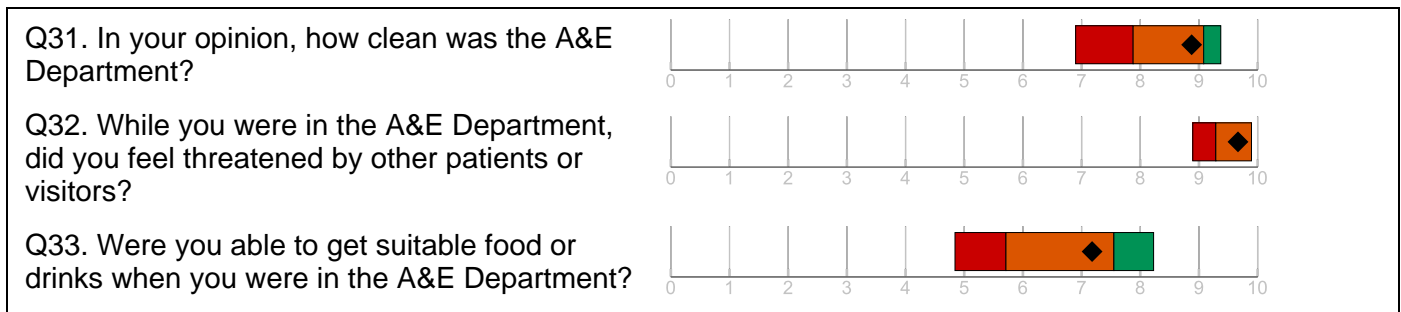 Q31. In your opinion, how clean was the A&E
Department?
0 1 2 3 4 5 6 7 8 9 10
Q32. While you were in the A&E Department,
did you feel threatened by other patients or
visitors?
0 1 2 3 4 5 6 7 8 9 10
Q33. Were you able to get suitable food or
drinks when you were in the A&E Department?
0 1 2 3 4 5 6 7 8 9 10